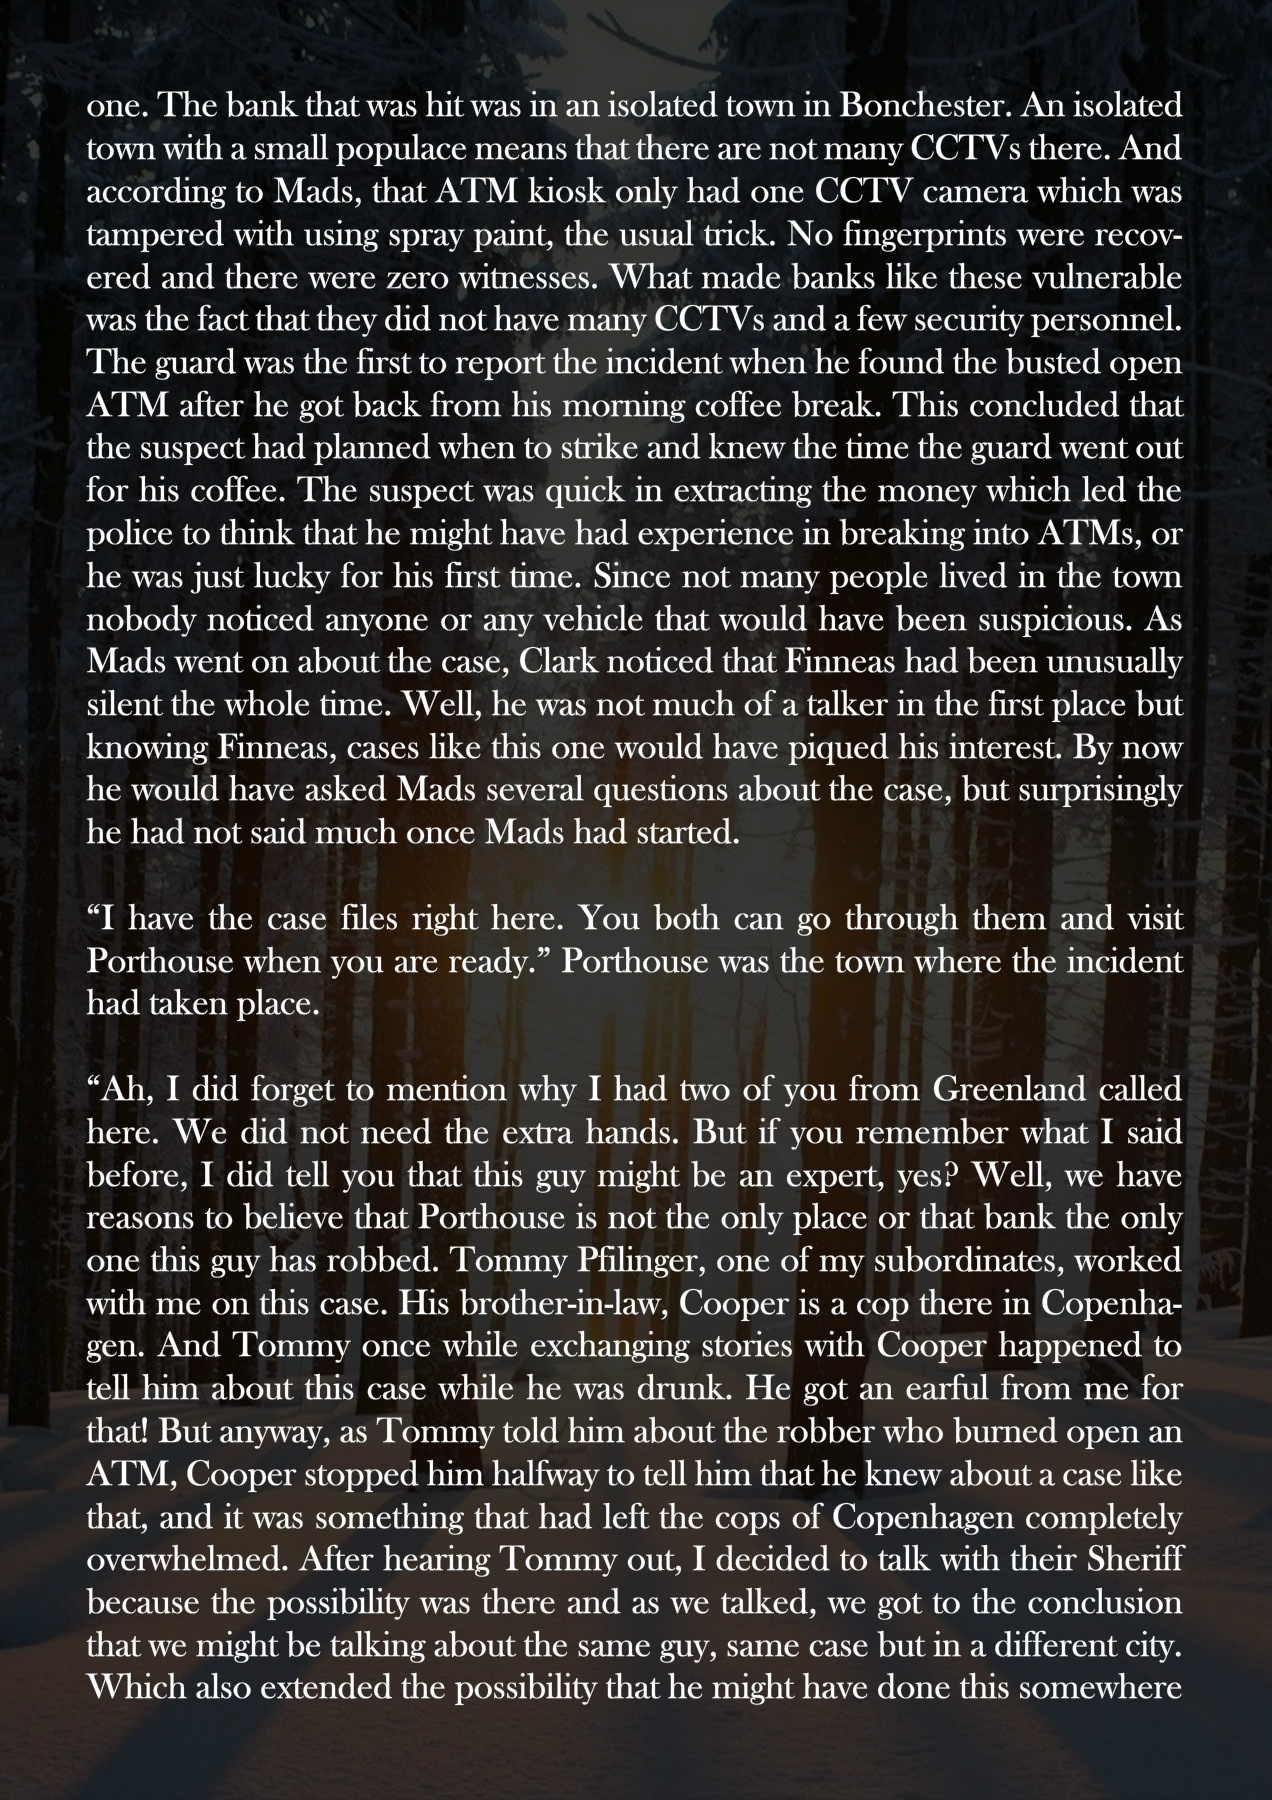 one. The bank that was hit was in an isolated town in Bonchester. An isolated
town with a small populace means that there are not many CCTVs there. And
according to Mads, that ATM kiosk only had one CCTV camera which was
tampered with using spray paint, the usual trick. No fingerprints were recov-
ered and there were zero witnesses. What made banks like these vulnerable
was the fact that they did not have many CCTVs and a few security personnel.
The guard was the first to report the incident when he found the busted open
ATM after he got back from his morning coffee break. This concluded that
the suspect had planned when to strike and knew the time the guard went out
for his coffee. The suspect was quick in extracting the money which led the
police to think that he might have had experience in breaking into ATMs, or
he was just lucky for his first time. Since not many people lived in the town
nobody noticed anyone or any vehicle that would have been suspicious. As
Mads went on about the case, Clark noticed that Finneas had been unusually
silent the whole time. Well, he was not much of a talker in the first place but
knowing Finneas, cases like this one would have piqued his interest. By now
he would have asked Mads several questions about the case, but surprisingly
he had not said much once Mads had started.
“I have the case files right here. You both can go through them and visit
Porthouse when you are ready.” Porthouse was the town where the incident
had taken place.
“Ah, I did forget to mention why I had two of you from Greenland called
here. We did not need the extra hands. But if you remember what I said
before, I did tell you that this guy might be an expert, yes? Well, we have
reasons to believe that Porthouse is not the only place or that bank the only
one this guy has robbed. Tommy Pfilinger, one of my subordinates, worked
with me on this case. His brother-in-law, Cooper is a cop there in Copenha-
gen. And Tommy once while exchanging stories with Cooper happened to
tell him about this case while he was drunk. He got an earful from me for
that! But anyway, as Tommy told him about the robber who burned open an
ATM, Cooper stopped him halfway to tell him that he knew about a case like
that, and it was something that had left the cops of Copenhagen completely
overwhelmed. After hearing Tommy out, I decided to talk with their Sheriff
because the possibility was there and as we talked, we got to the conclusion
that we might be talking about the same guy, same case but in a different city.
Which also extended the possibility that he might have done this somewhere